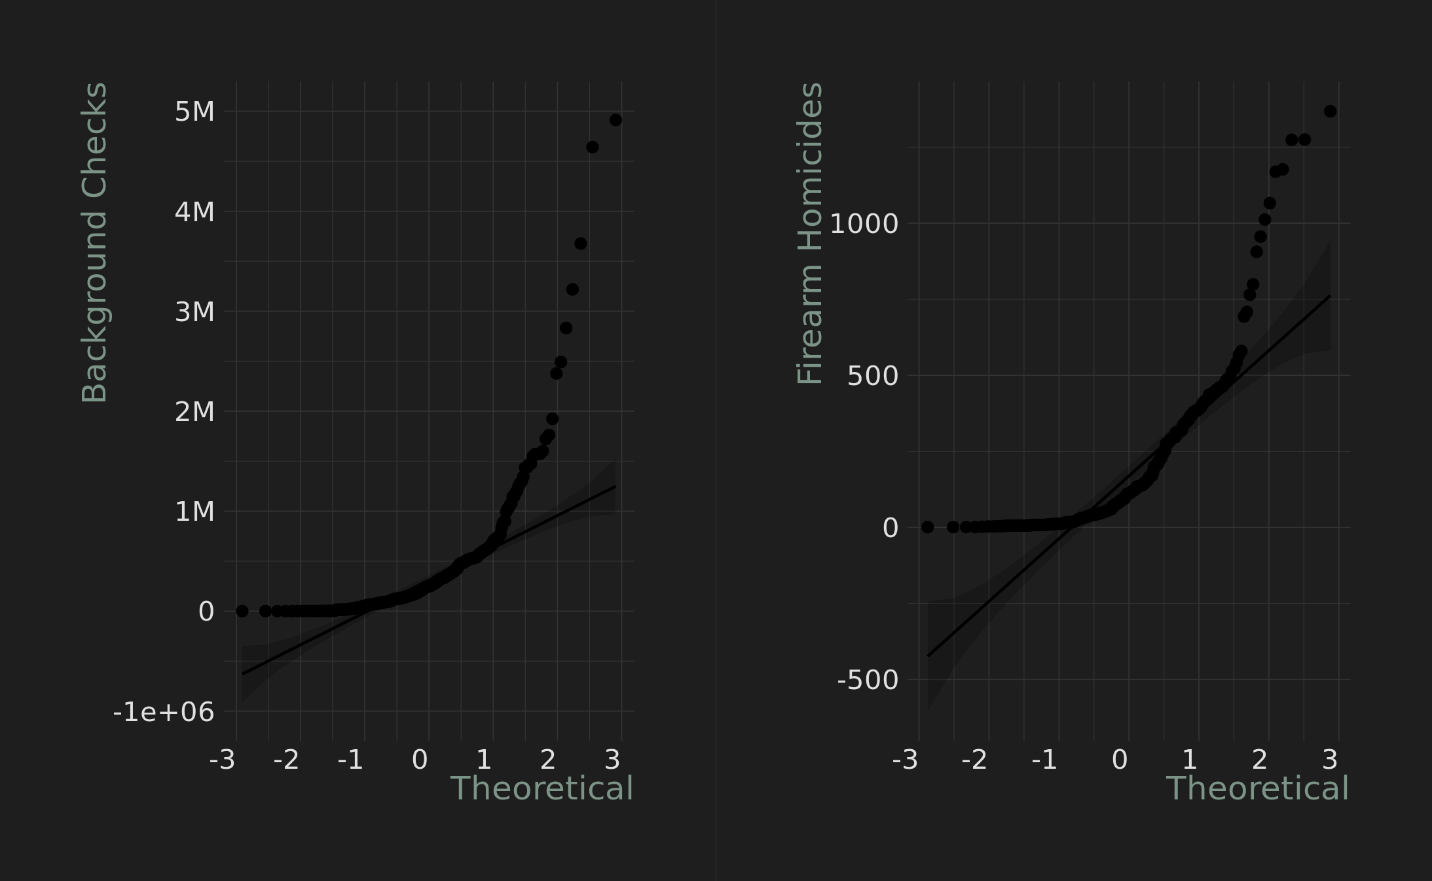 Background Checks
5M
4M
3M
2M
1M
0
-1e+06
-3 -2 -1 0 1 2 3
Theoretical
Firearm Homicides
1000
500
0
-500
-3 -2 -1 0 1 2 3
Theoretical